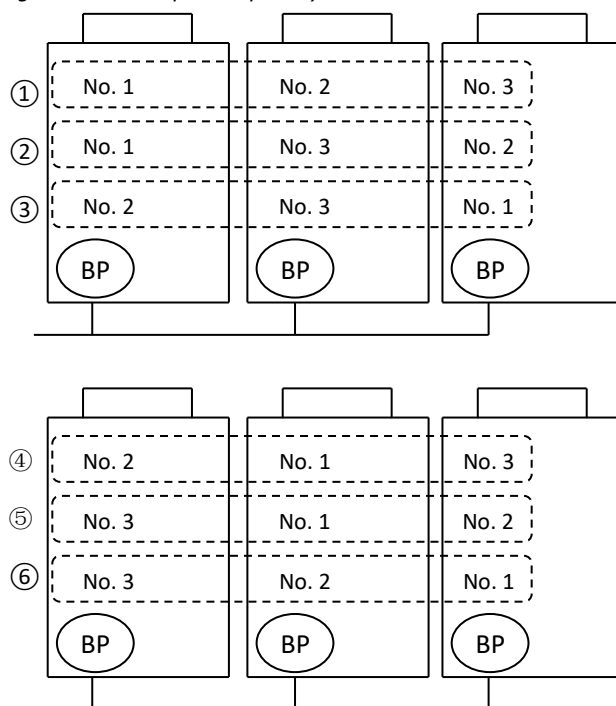 ① No. 1 No. 2 No. 3
② No. 1 No. 3 No. 2
③ No. 2 No. 3 No. 1
BP BP BP
④ No. 2 No. 1 No. 3
⑤ No. 3 No. 1 No. 2
⑥ No. 3 No. 2 No. 1
BP BP BP